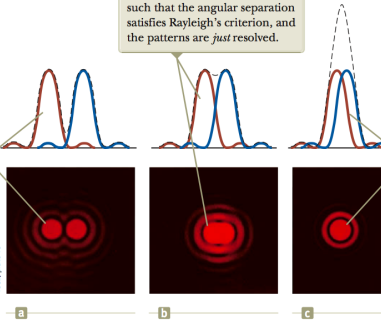 such that the angular separation
satisfies Rayleigh's criterion, and
the patterns are just resolved.
a
b
c